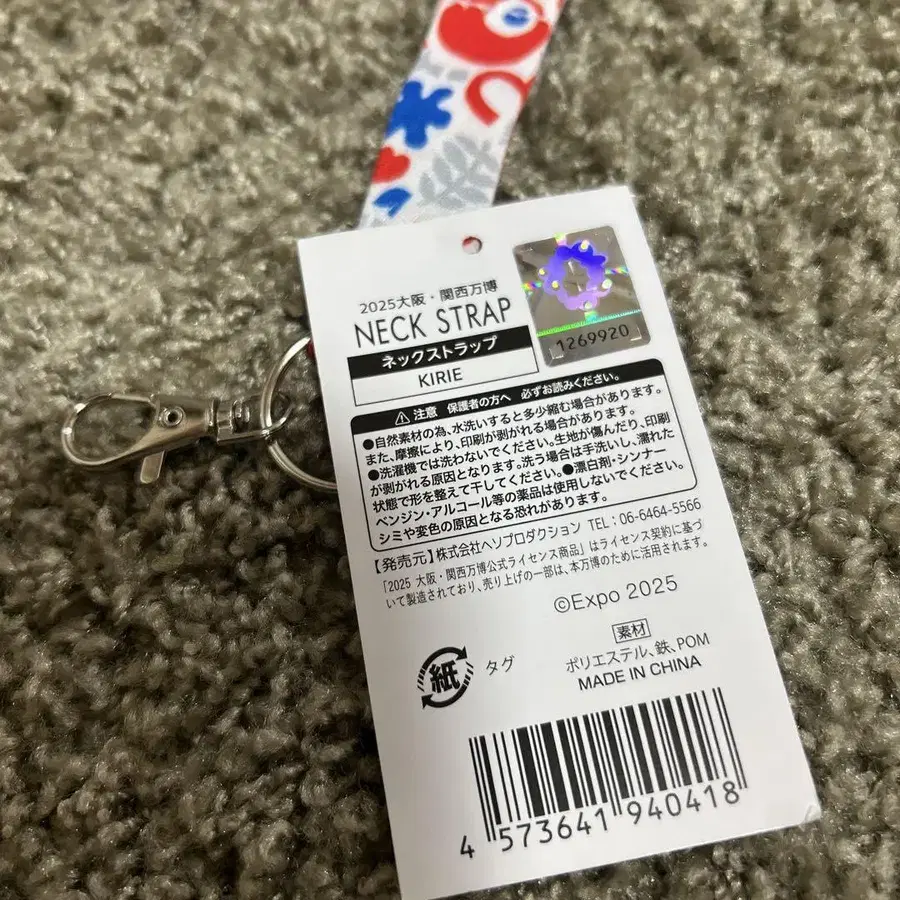 2025大阪・関西万博
NECK STRAP
ネックストラップ
KIRIE
1269920
注意 保護者の方へ 必ずお読みください。
●自然素材の為、水洗いすると多少縮む場合があります。
また、摩擦により、印刷が剥がれる場合があります。
●洗濯機では洗わないでください。生地が傷んだり、印刷
が剥がれる原因となります。洗う場合は手洗いし、濡れた
状態で形を整えて干してください。●漂白剤・シンナー
ベンジン・アルコール等の薬品は使用しないでください。
シミや変色の原因となる恐れがあります。
【発売元】株式会社ヘソプロダクション TEL：06-6464-5566
「2025 大阪・関西万博公式ライセンス商品」はライセンス契約に基づ
いて製造されており、売り上げの一部は、本万博のために活用されます。
©Expo 2025
紙 タグ
素材
ポリエステル、鉄、POM
MADE IN CHINA
4 573641 940418